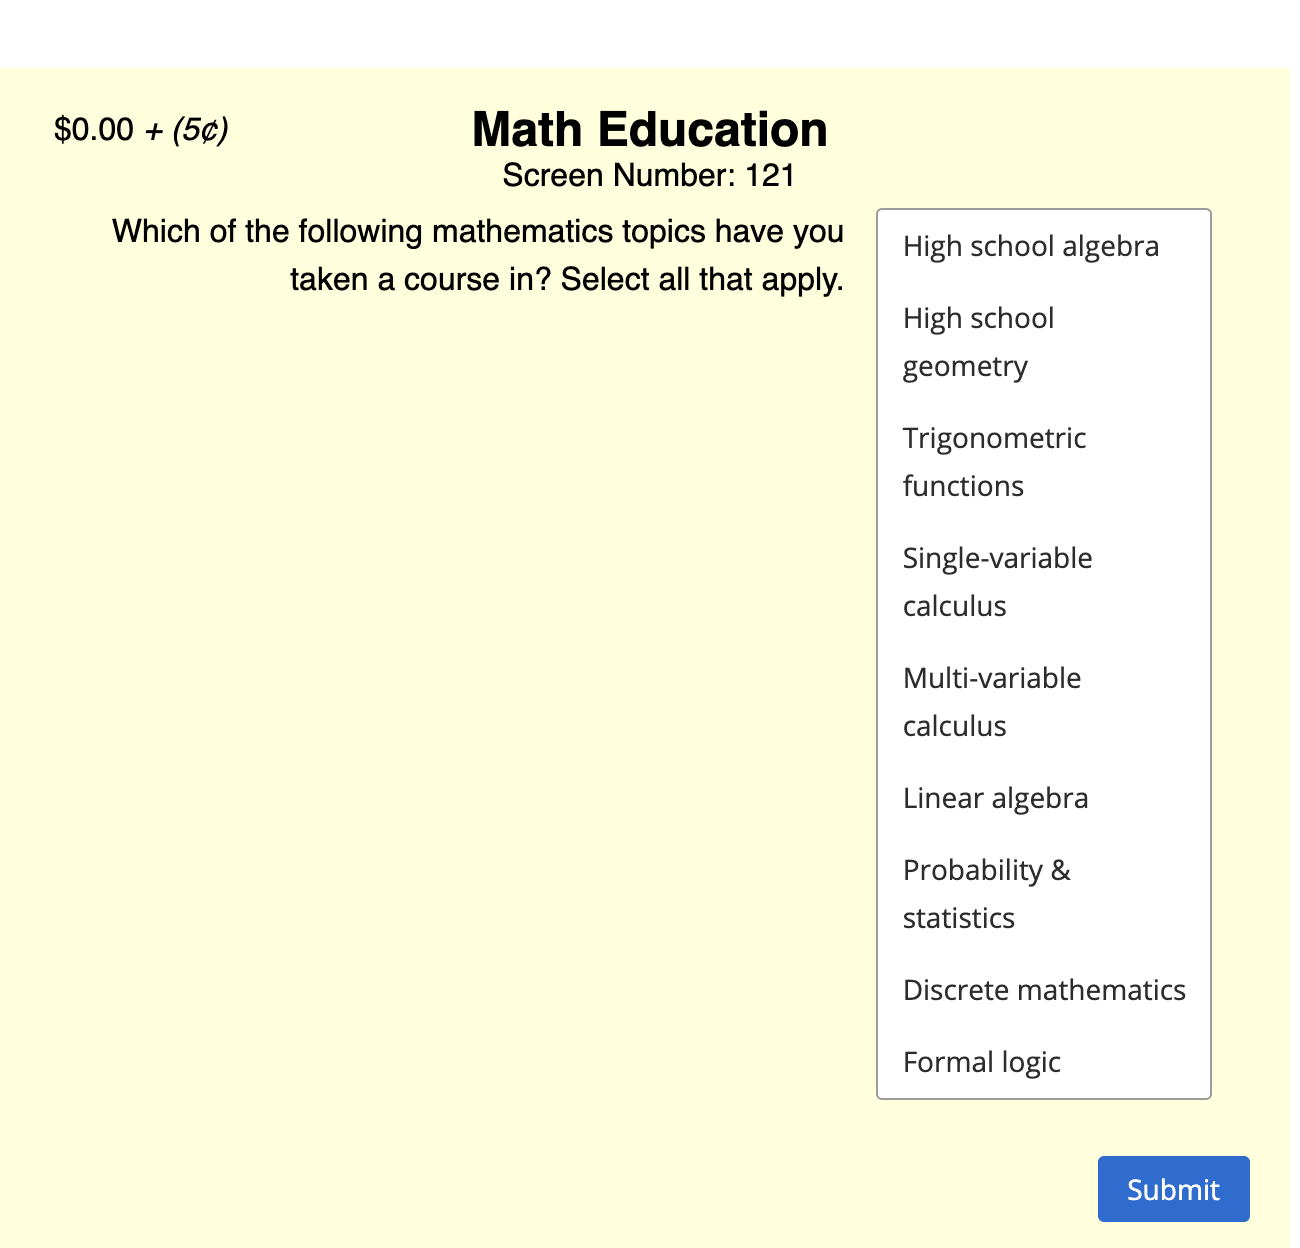 $0.00 + (5¢)
Math Education
Screen Number: 121
Which of the following mathematics topics have you
taken a course in? Select all that apply.
High school algebra
High school
geometry
Trigonometric
functions
Single-variable
calculus
Multi-variable
calculus
Linear algebra
Probability &
statistics
Discrete mathematics
Formal logic
Submit